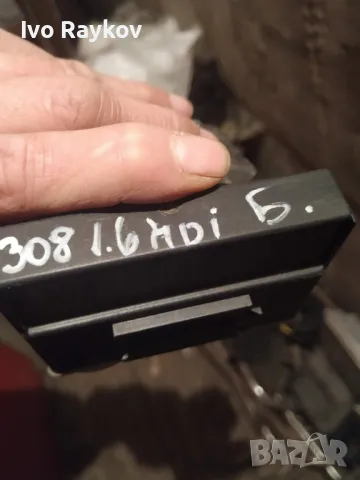 Ivo Raykov
308 1.6 HDi Б.
bazar